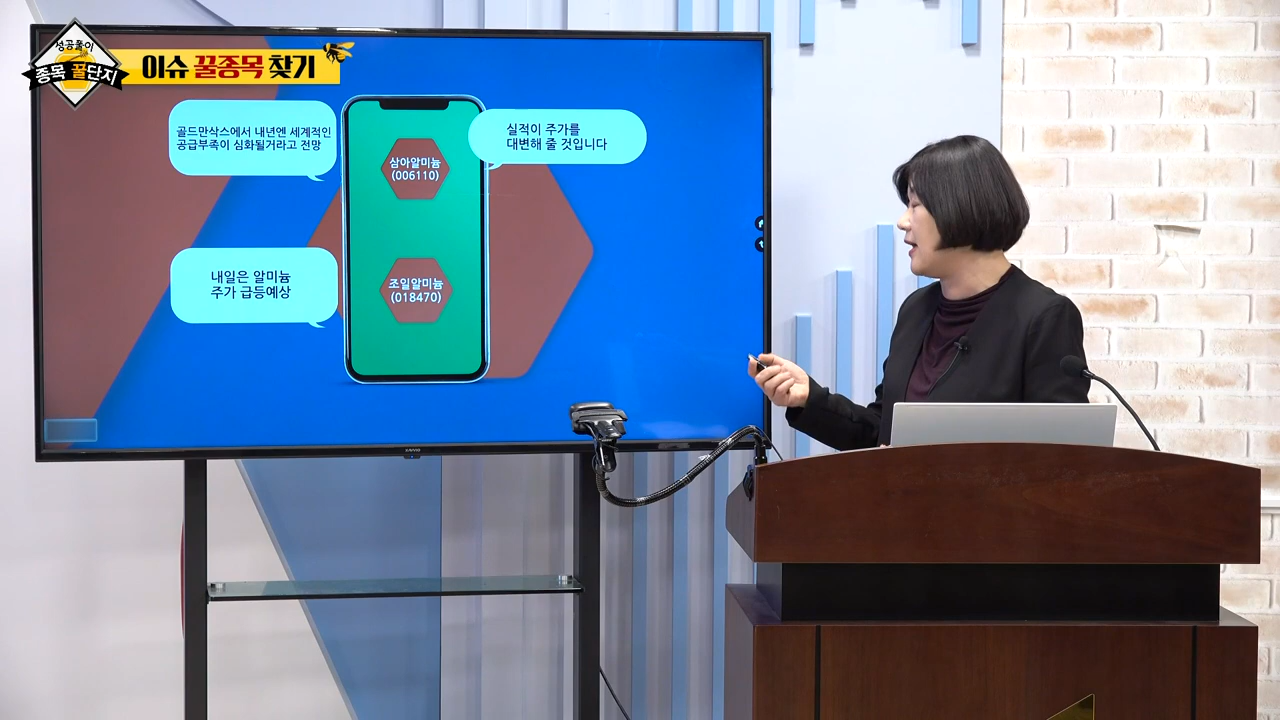 성공풀이
종목 꿀단지
이슈 꿀종목 찾기
골드만삭스에서 내년엔 세계적인
공급부족이 심화될거라고 전망
삼아알미늄
(006110)
실적이 주가를
대변해 줄 것입니다
내일은 알미늄
주가 급등예상
조일알미늄
(018470)